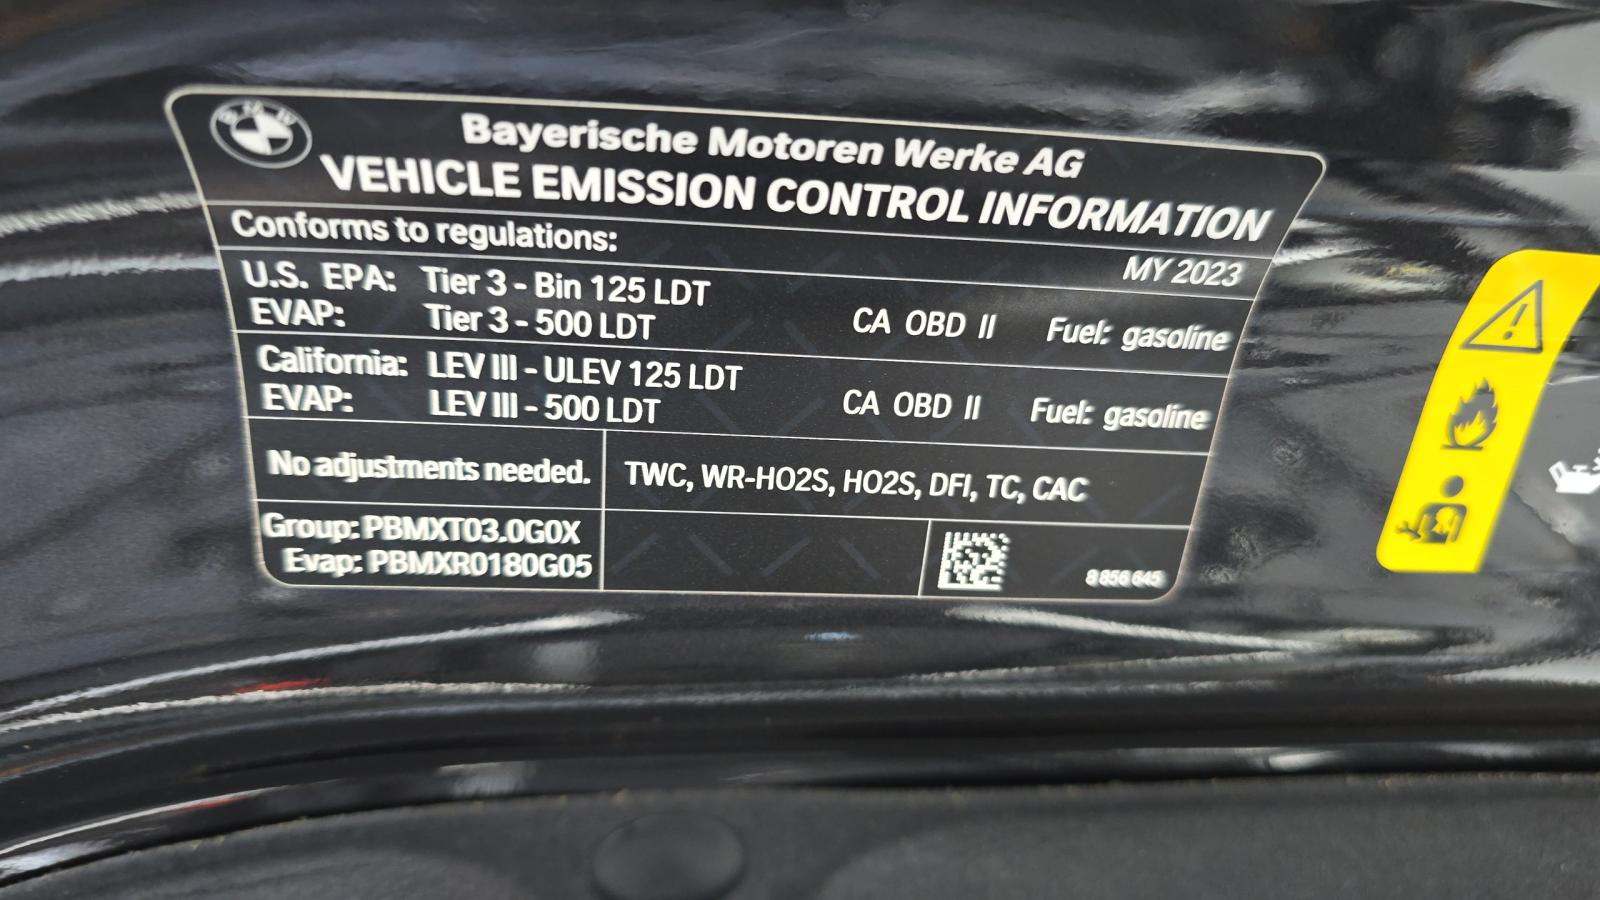 BMW
Bayerische Motoren Werke AG
VEHICLE EMISSION CONTROL INFORMATION
Conforms to regulations:
MY 2023
U.S. EPA: Tier 3 - Bin 125 LDT
EVAP: Tier 3 - 500 LDT CA OBD II Fuel: gasoline
California: LEV III - ULEV 125 LDT
EVAP: LEV III - 500 LDT CA OBD II Fuel: gasoline
No adjustments needed. TWC, WR-HO2S, HO2S, DFI, TC, CAC
Group: PBMXT03.0G0X
Evap: PBMXR0180G05
8 856 645